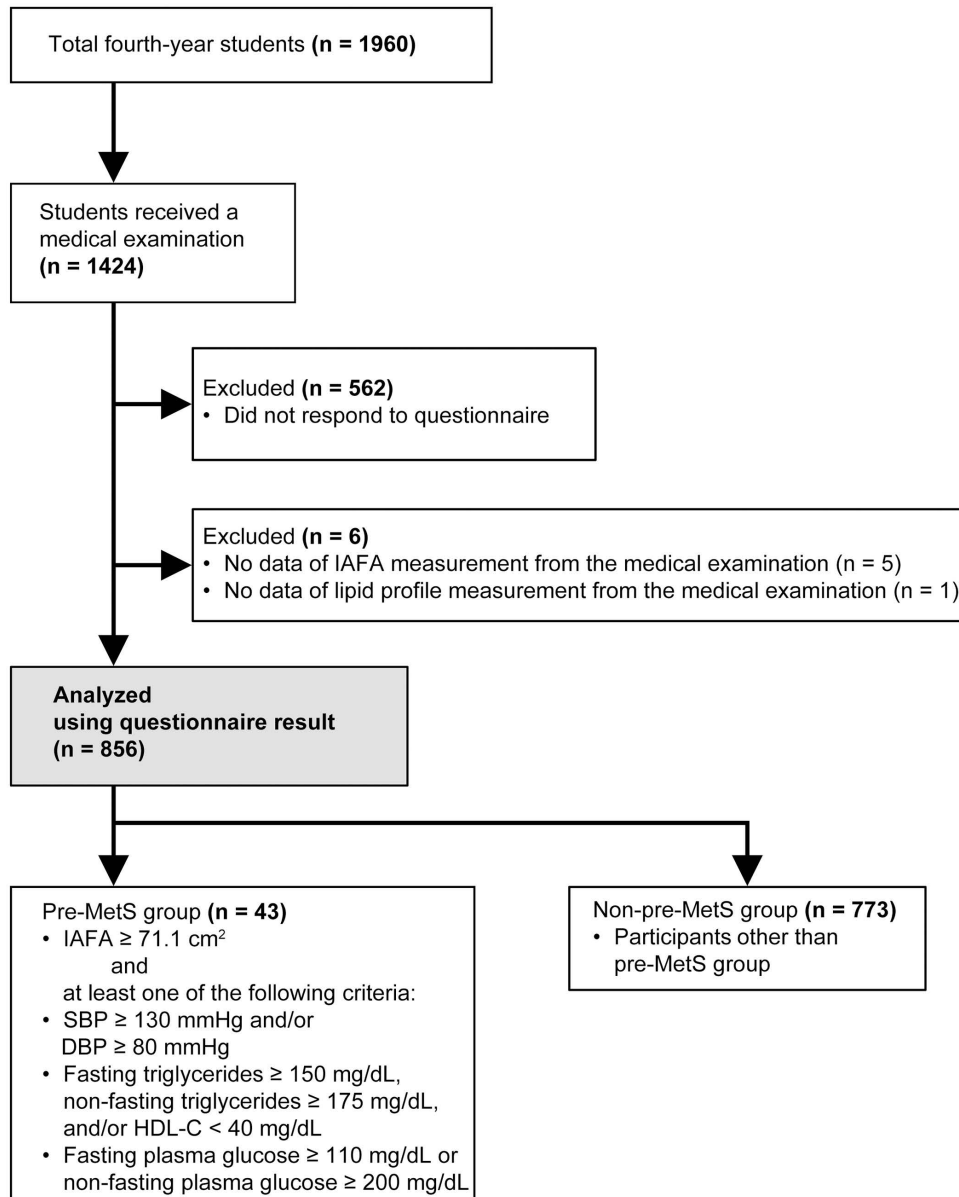 Total fourth-year students (n = 1960)
Students received a
medical examination
(n = 1424)
Excluded (n = 562)
• Did not respond to questionnaire
Excluded (n = 6)
• No data of IAFA measurement from the medical examination (n = 5)
• No data of lipid profile measurement from the medical examination (n = 1)
Analyzed
using questionnaire result
(n = 856)
Pre-MetS group (n = 43)
• IAFA ≥ 71.1 cm²
and
at least one of the following criteria:
• SBP ≥ 130 mmHg and/or
DBP ≥ 80 mmHg
• Fasting triglycerides ≥ 150 mg/dL,
non-fasting triglycerides ≥ 175 mg/dL,
and/or HDL-C < 40 mg/dL
• Fasting plasma glucose ≥ 110 mg/dL or
non-fasting plasma glucose ≥ 200 mg/dL
Non-pre-MetS group (n = 773)
• Participants other than
pre-MetS group